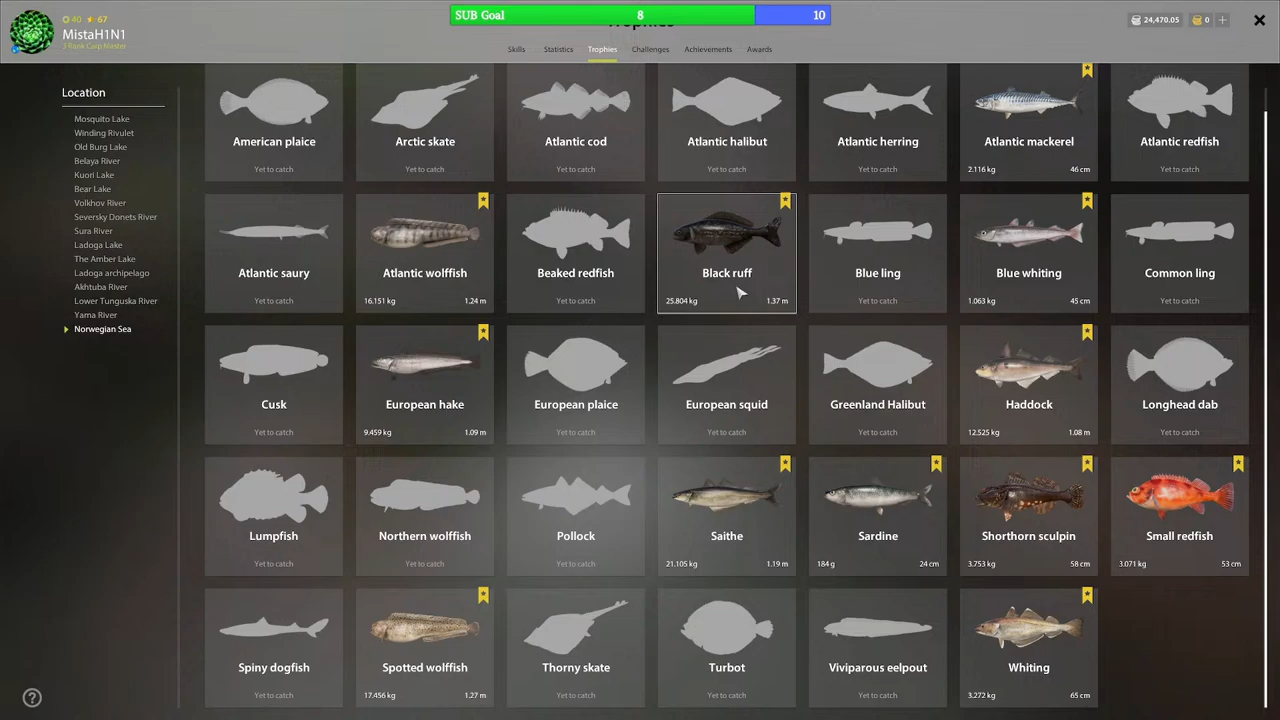 SUB Goal 8 10
40 67
MistaH1N1
3 Rank Carp Master
Trophies
24,470.05 0
Skills Statistics Trophies Challenges Achievements Awards
Location
Mosquito Lake
Winding Rivulet
Old Burg Lake
Belaya River
Kuori Lake
Bear Lake
Volkhov River
Seversky Donets River
Sura River
Ladoga Lake
The Amber Lake
Ladoga archipelago
Akhtuba River
Lower Tunguska River
Yama River
Norwegian Sea
American plaice Arctic skate Atlantic cod Atlantic halibut Atlantic herring Atlantic mackerel Atlantic redfish
Yet to catch Yet to catch Yet to catch Yet to catch Yet to catch 2.116 kg 46 cm Yet to catch
Atlantic saury Atlantic wolffish Beaked redfish Black ruff Blue ling Blue whiting Common ling
Yet to catch 16.151 kg 1.24 m Yet to catch 25.804 kg 1.37 m Yet to catch 1.063 kg 45 cm Yet to catch
Cusk European hake European plaice European squid Greenland Halibut Haddock Longhead dab
Yet to catch 9.459 kg 1.09 m Yet to catch Yet to catch Yet to catch 12.525 kg 1.08 m Yet to catch
Lumpfish Northern wolffish Pollock Saithe Sardine Shorthorn sculpin Small redfish
Yet to catch Yet to catch Yet to catch 21.105 kg 1.19 m 184 g 24 cm 3.753 kg 58 cm 3.071 kg 53 cm
Spiny dogfish Spotted wolffish Thorny skate Turbot Viviparous eelpout Whiting
Yet to catch 17.456 kg 1.27 m Yet to catch Yet to catch Yet to catch 3.272 kg 65 cm